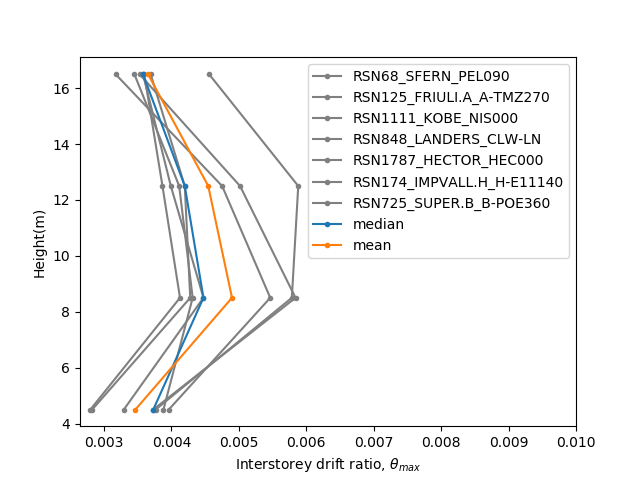 RSN68_SFERN_PEL090
RSN125_FRIULI.A_A-TMZ270
RSN1111_KOBE_NIS000
RSN848_LANDERS_CLW-LN
RSN1787_HECTOR_HEC000
RSN174_IMPVALL.H_H-E11140
RSN725_SUPER.B_B-POE360
median
mean
16
14
12
10
8
6
4
Height(m)
0.003 0.004 0.005 0.006 0.007 0.008 0.009 0.010
Interstorey drift ratio, θmax